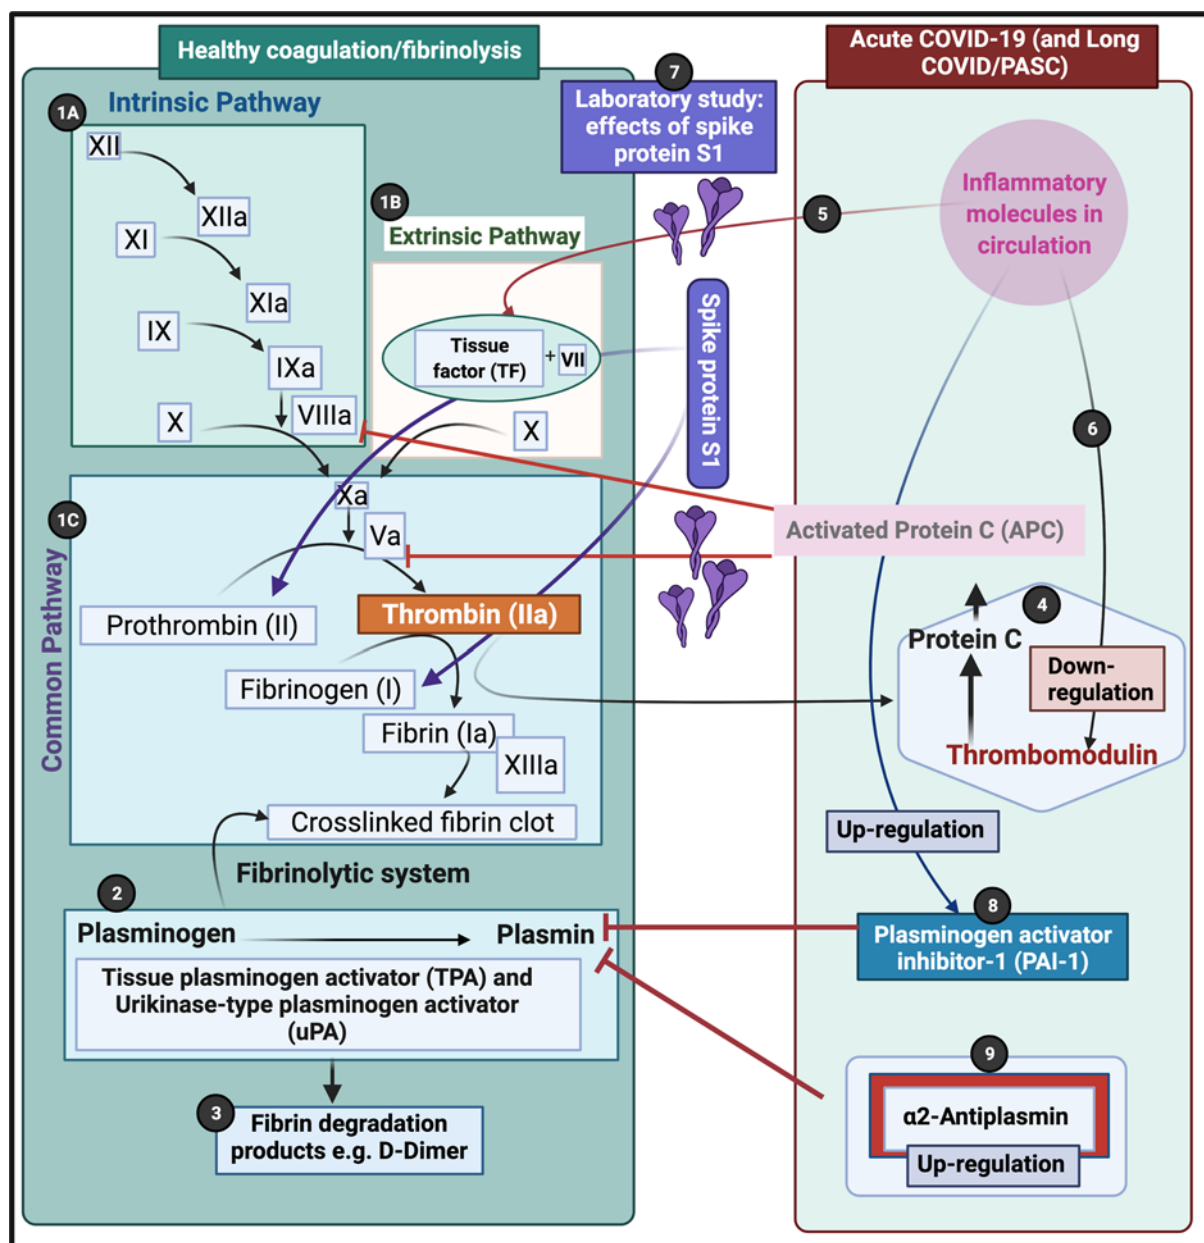 Healthy coagulation/fibrinolysis
Acute COVID-19 (and Long
COVID/PASC)
7
Laboratory study:
effects of spike
protein S1
1A
Intrinsic Pathway
XII
XIIa
XI
XIa
IX
IXa
VIIIa
X
1B
Extrinsic Pathway
Tissue
factor (TF)
+
VII
X
5
Inflammatory
molecules in
circulation
Spike protein S1
6
1C
Common Pathway
Xa
Va
Prothrombin (II)
Thrombin (IIa)
Fibrinogen (I)
Fibrin (Ia)
XIIIa
Crosslinked fibrin clot
Activated Protein C (APC)
4
Protein C
Down-
regulation
Thrombomodulin
Up-regulation
Fibrinolytic system
2
Plasminogen
Plasmin
Tissue plasminogen activator (TPA) and
Urikinase-type plasminogen activator
(uPA)
8
Plasminogen activator
inhibitor-1 (PAI-1)
3
Fibrin degradation
products e.g. D-Dimer
9
α2-Antiplasmin
Up-regulation